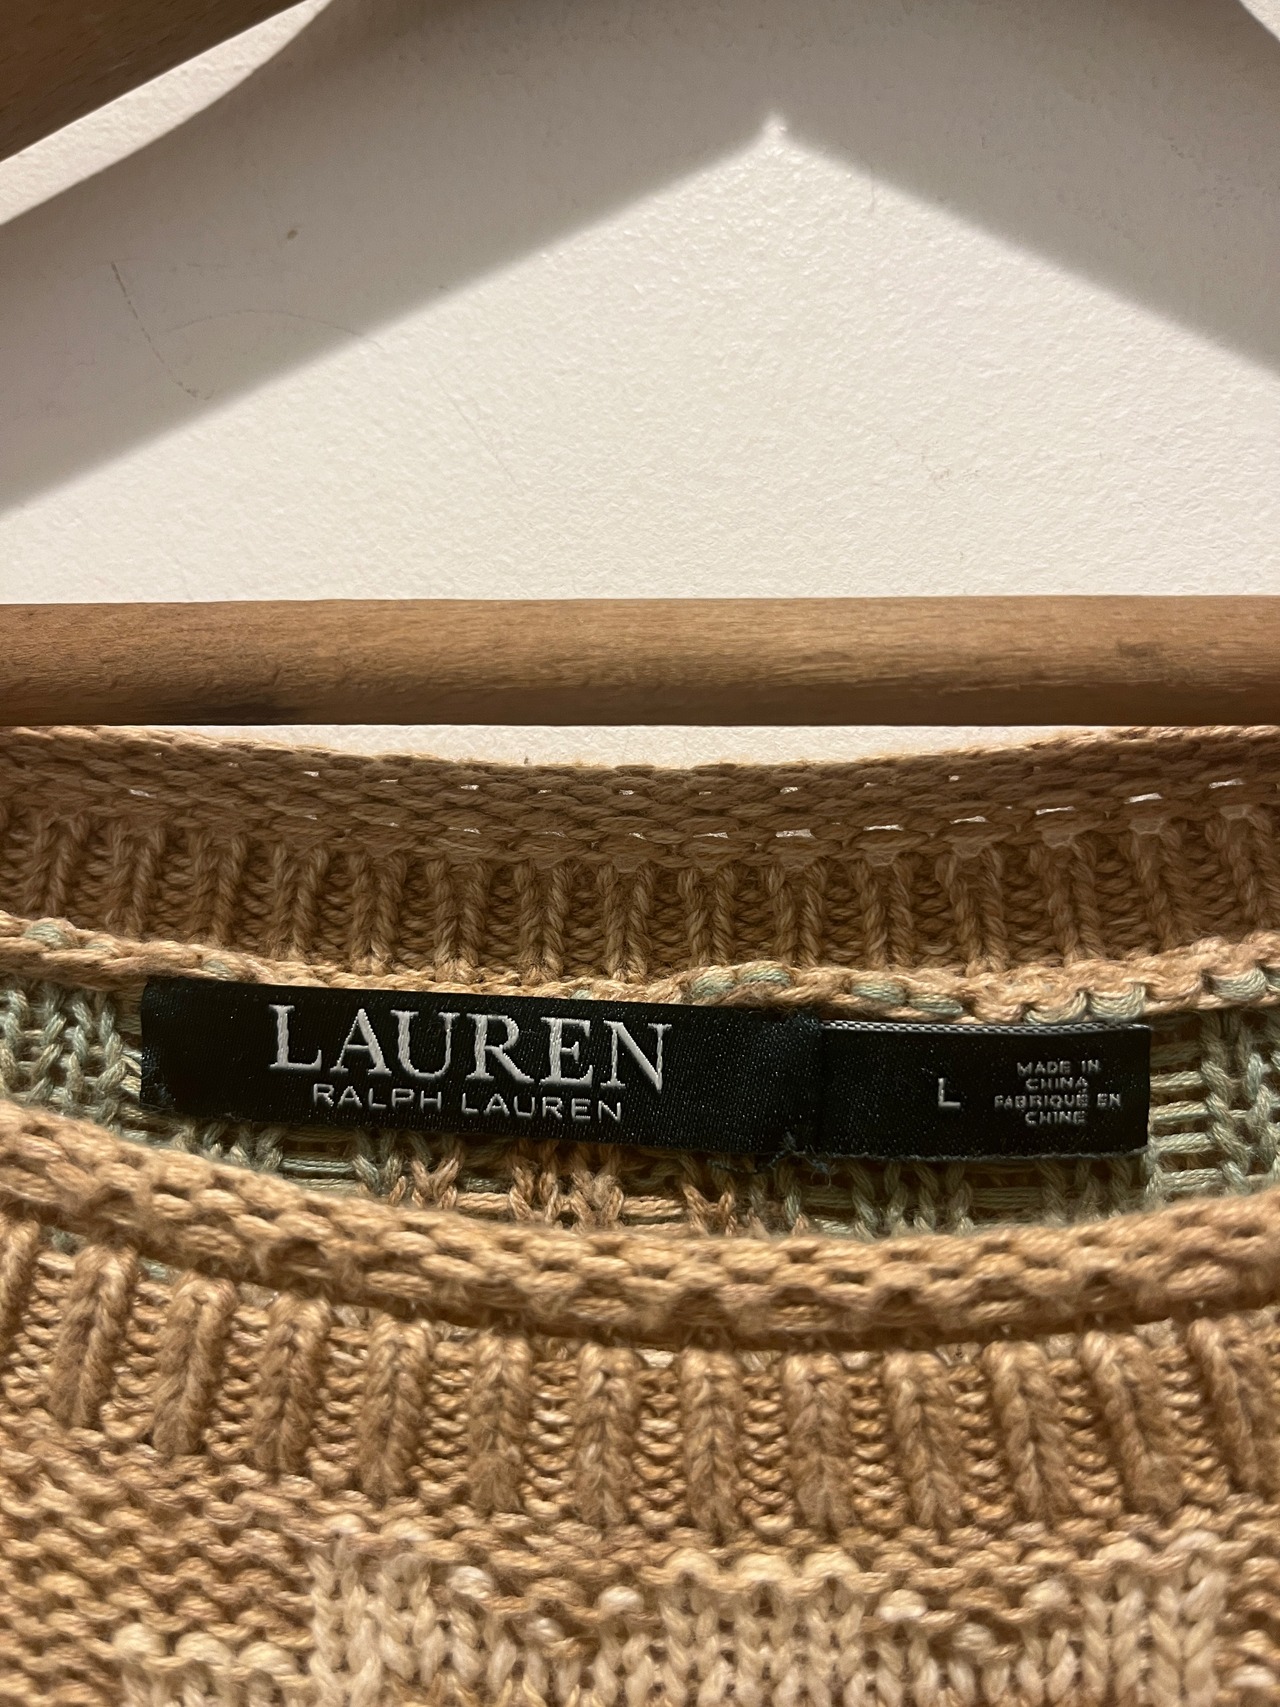 LAUREN
RALPH LAUREN
L
MADE IN
CHINA
FABRIQUÉ EN
CHINE